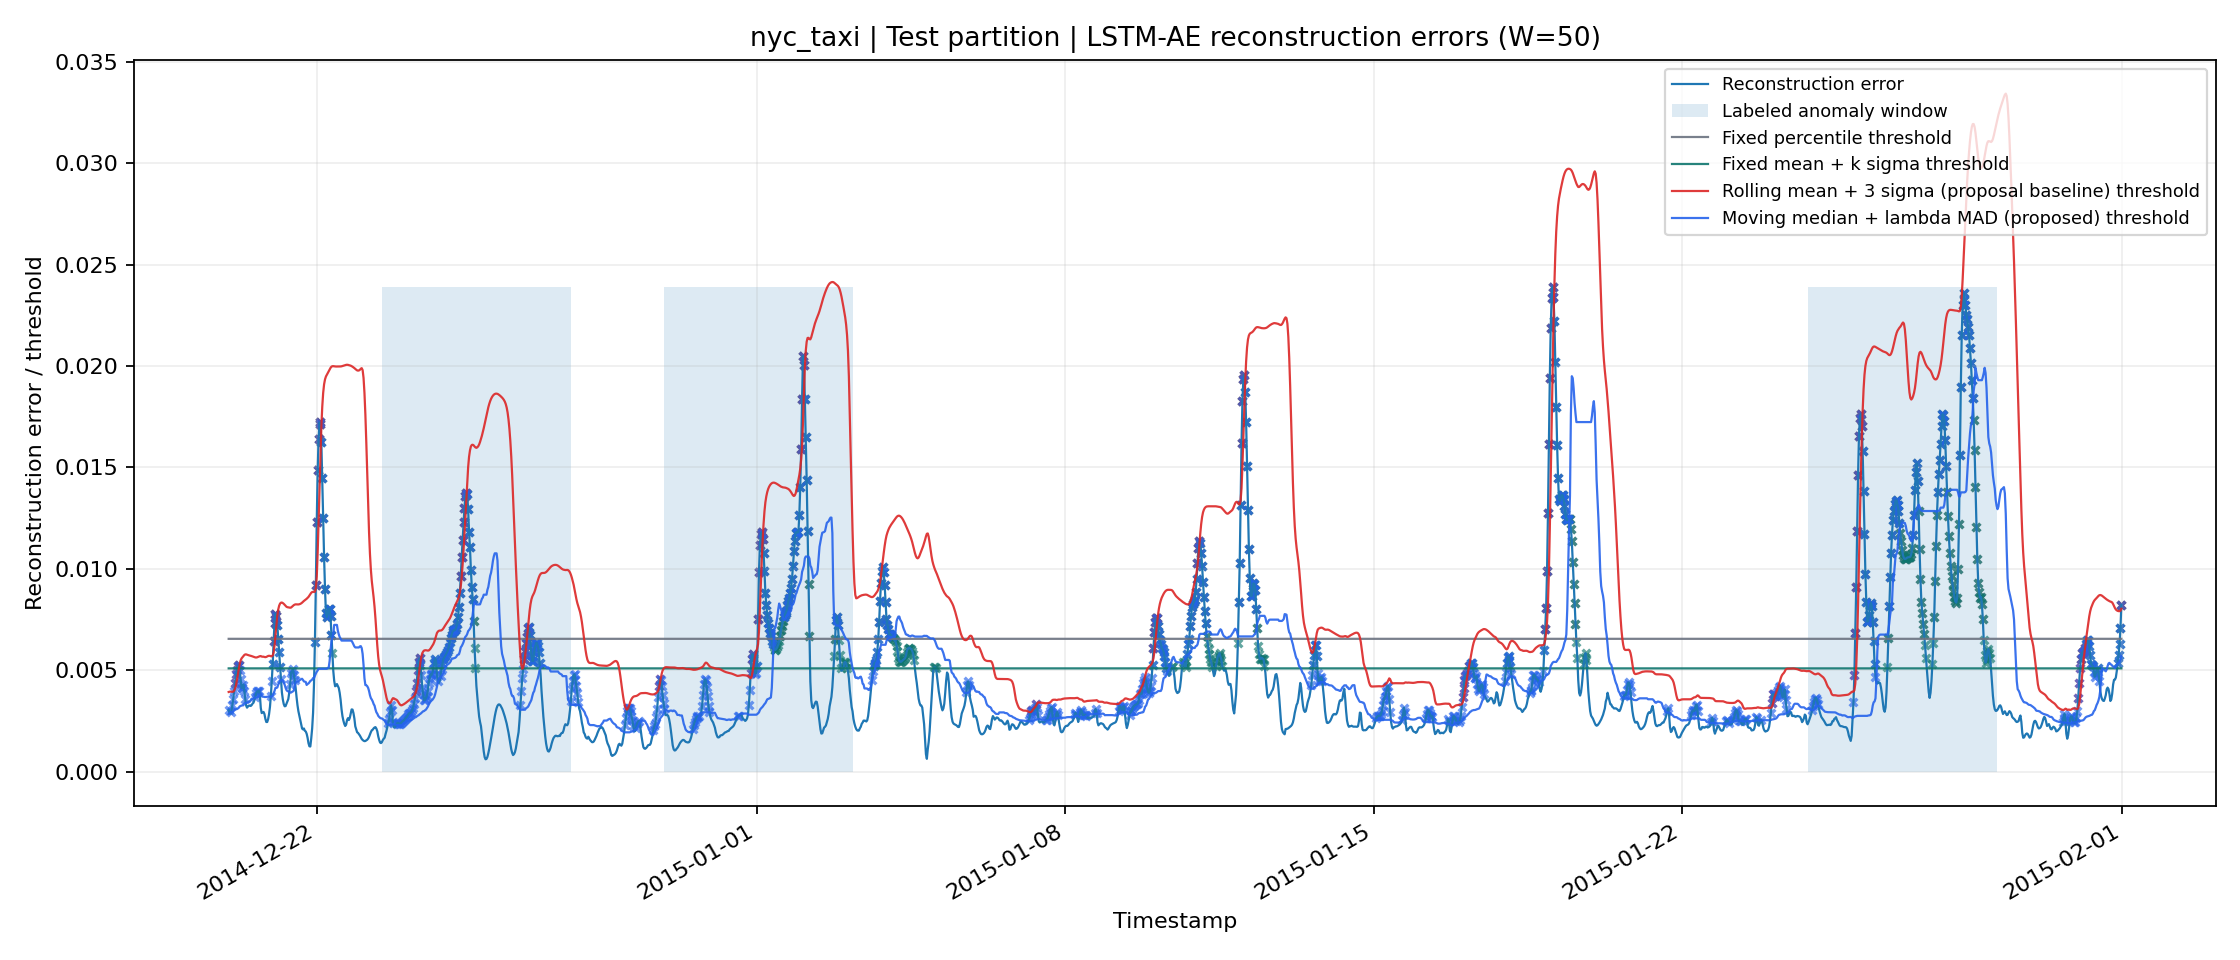 nyc_taxi | Test partition | LSTM-AE reconstruction errors (W=50)
Reconstruction error
Labeled anomaly window
Fixed percentile threshold
Fixed mean + k sigma threshold
Rolling mean + 3 sigma (proposal baseline) threshold
Moving median + lambda MAD (proposed) threshold
Reconstruction error / threshold
0.035
0.030
0.025
0.020
0.015
0.010
0.005
0.000
2014-12-22
2015-01-01
2015-01-08
2015-01-15
2015-01-22
2015-02-01
Timestamp